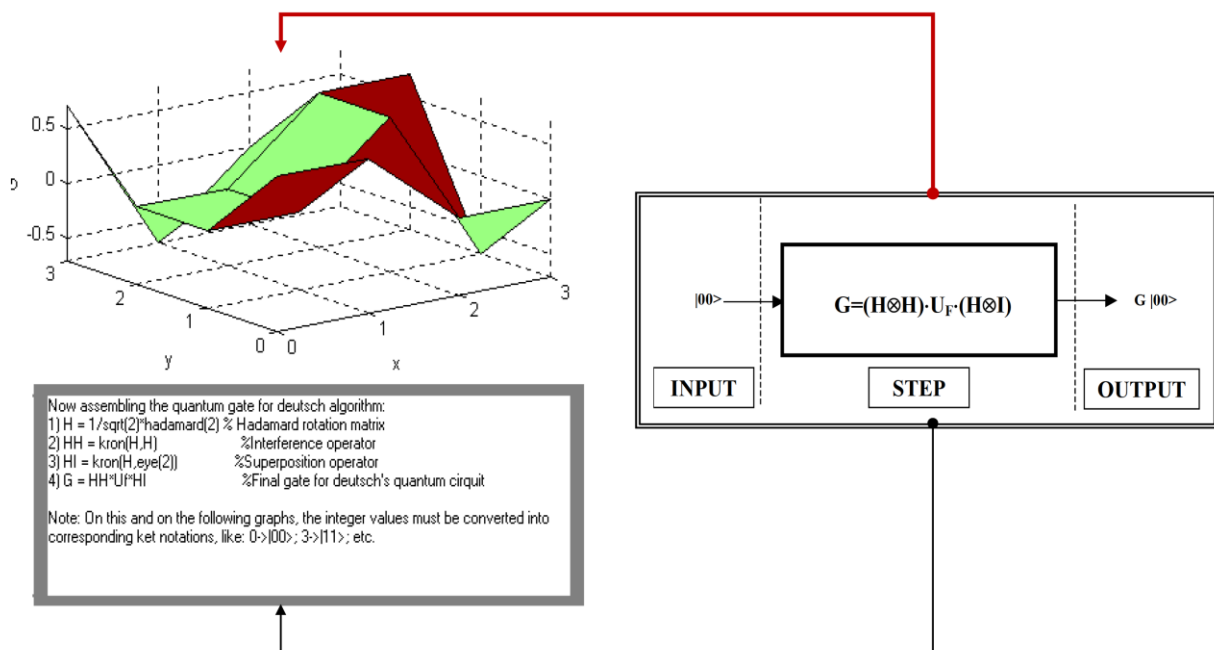 0.5
0
-0.5
3
2
1
0
0
1
2
3
y
x
|00>
G=(H⊗H)·U_F·(H⊗I)
G |00>
INPUT
STEP
OUTPUT
Now assembling the quantum gate for deutsch algorithm:
1) H = 1/sqrt(2)*hadamard(2) % Hadamard rotation matrix
2) HH = kron(H,H) %Interference operator
3) HI = kron(H,eye(2)) %Superposition operator
4) G = HH*Uf*HI %Final gate for deutsch's quantum cirquit
Note: On this and on the following graphs, the integer values must be converted into
corresponding ket notations, like: 0->|00>; 3->|11>; etc.